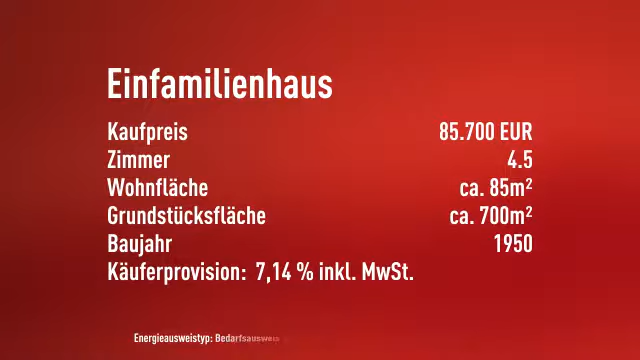 Einfamilienhaus
Kaufpreis 85.700 EUR
Zimmer 4.5
Wohnfläche ca. 85m²
Grundstücksfläche ca. 700m²
Baujahr 1950
Käuferprovision: 7,14 % inkl. MwSt.
Energieausweistyp: Bedarfsausweis